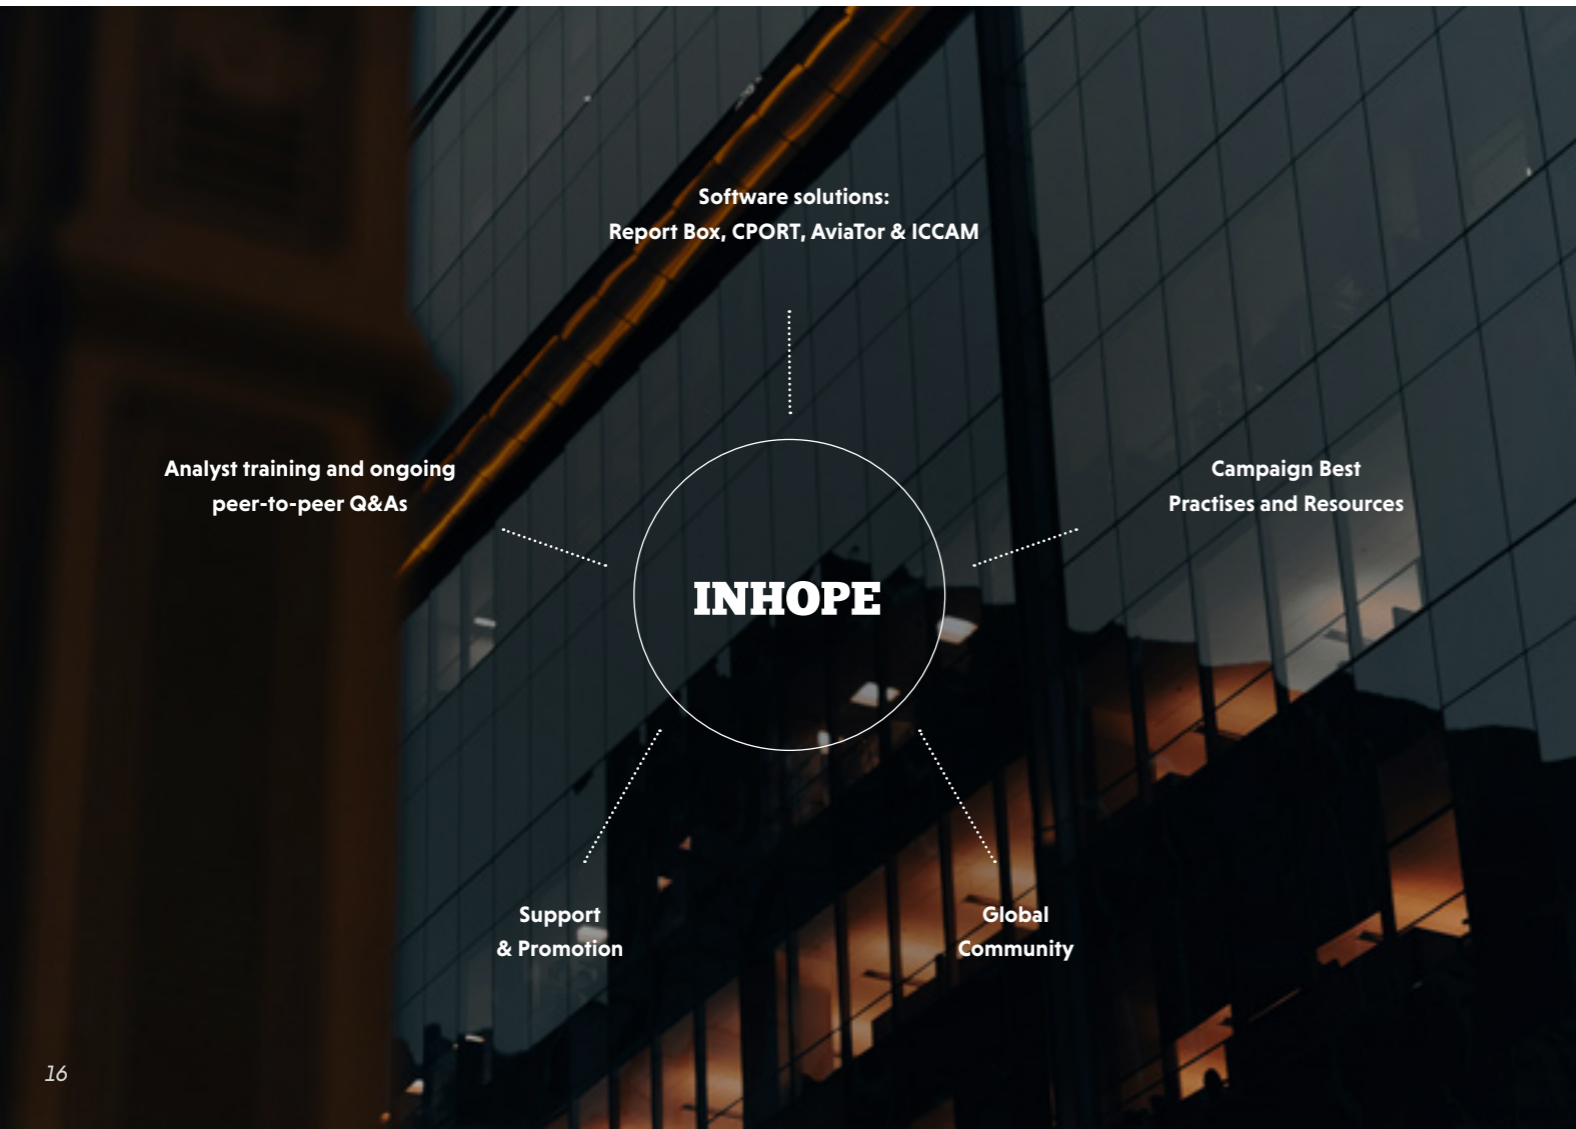 Software solutions:
Report Box, CPORT, AviaTor & ICCAM
Analyst training and ongoing
peer-to-peer Q&As
Campaign Best
Practises and Resources
INHOPE
Support
& Promotion
Global
Community
16